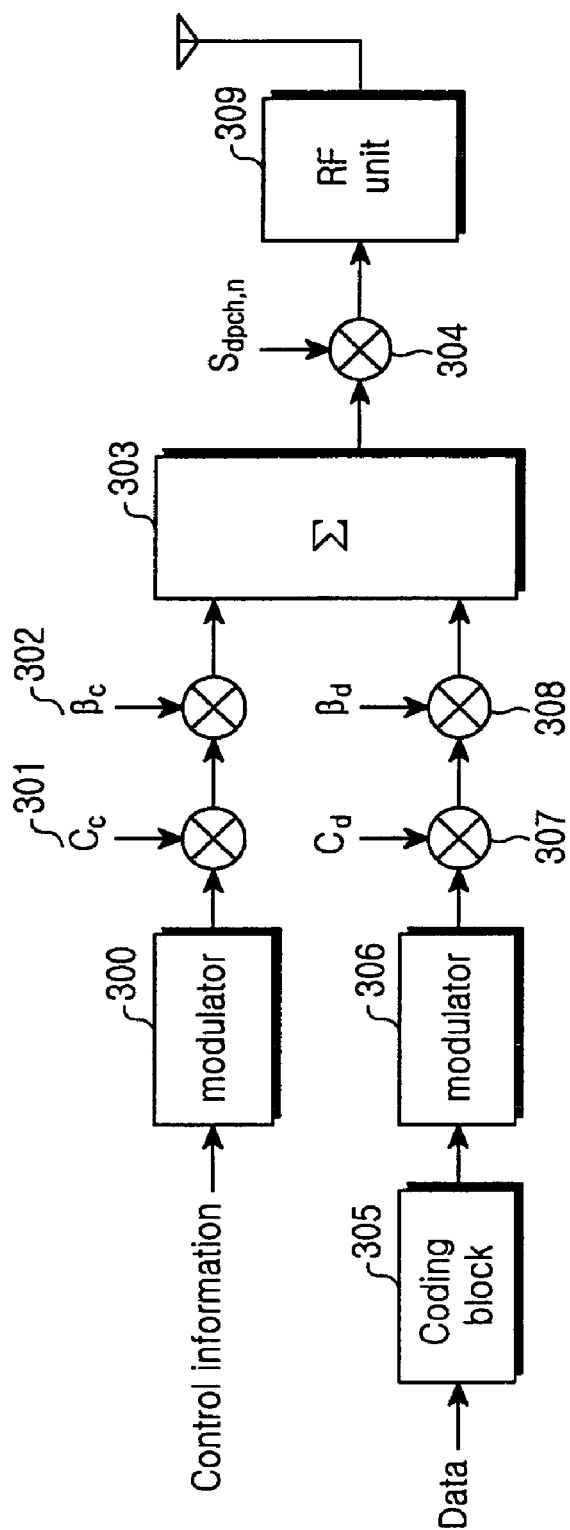 Control information
300
modulator
301
C_c
302
β_c
303
Σ
S_dpch,n
304
309
RF
unit
Data
305
Coding
block
306
modulator
C_d
307
β_d
308